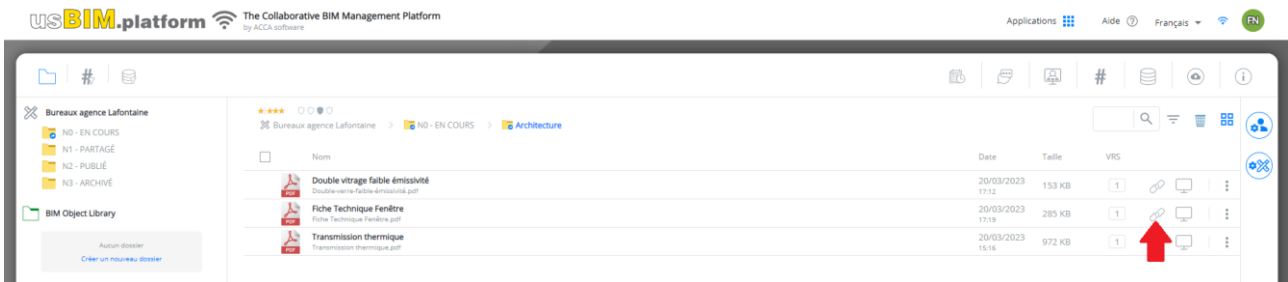 usBIM.platform The Collaborative BIM Management Platform
by ACCA software
Applications Aide ? Français FN
# # i
Bureaux agence Lafontaine
N0 - EN COURS
N1 - PARTAGÉ
N2 - PUBLIÉ
N3 - ARCHIVÉ
BIM Object Library
Aucun dossier
Créer un nouveau dossier
Bureaux agence Lafontaine > N0 - EN COURS > Architecture
Nom Date Taille VRS
PDF Double vitrage faible émissivité 20/03/2023 153 KB 1
Double-verre-faible-émissivité.pdf 17:12
PDF Fiche Technique Fenêtre 20/03/2023 285 KB 1
Fiche Technique Fenêtre.pdf 17:19
PDF Transmission thermique 20/03/2023 972 KB 1
Transmission thermique.pdf 15:16